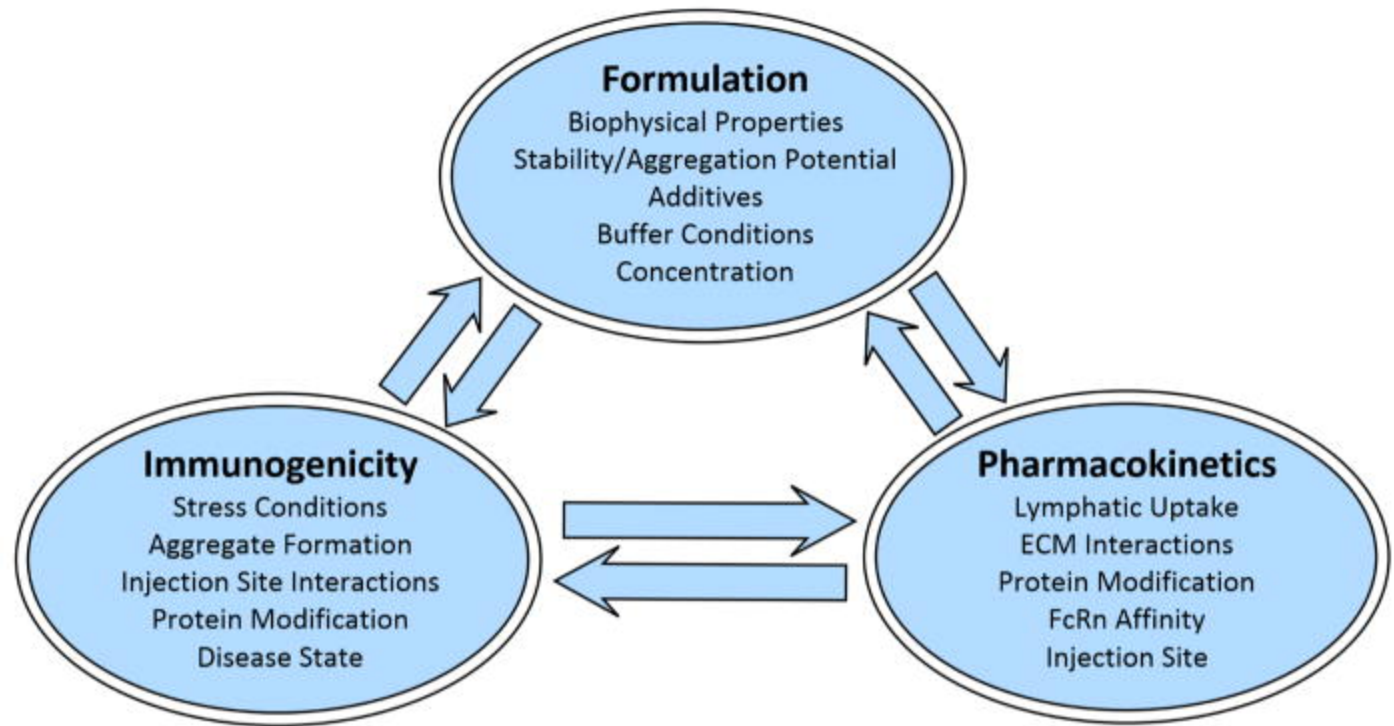 Formulation
Biophysical Properties
Stability/Aggregation Potential
Additives
Buffer Conditions
Concentration
Immunogenicity
Stress Conditions
Aggregate Formation
Injection Site Interactions
Protein Modification
Disease State
Pharmacokinetics
Lymphatic Uptake
ECM Interactions
Protein Modification
FcRn Affinity
Injection Site